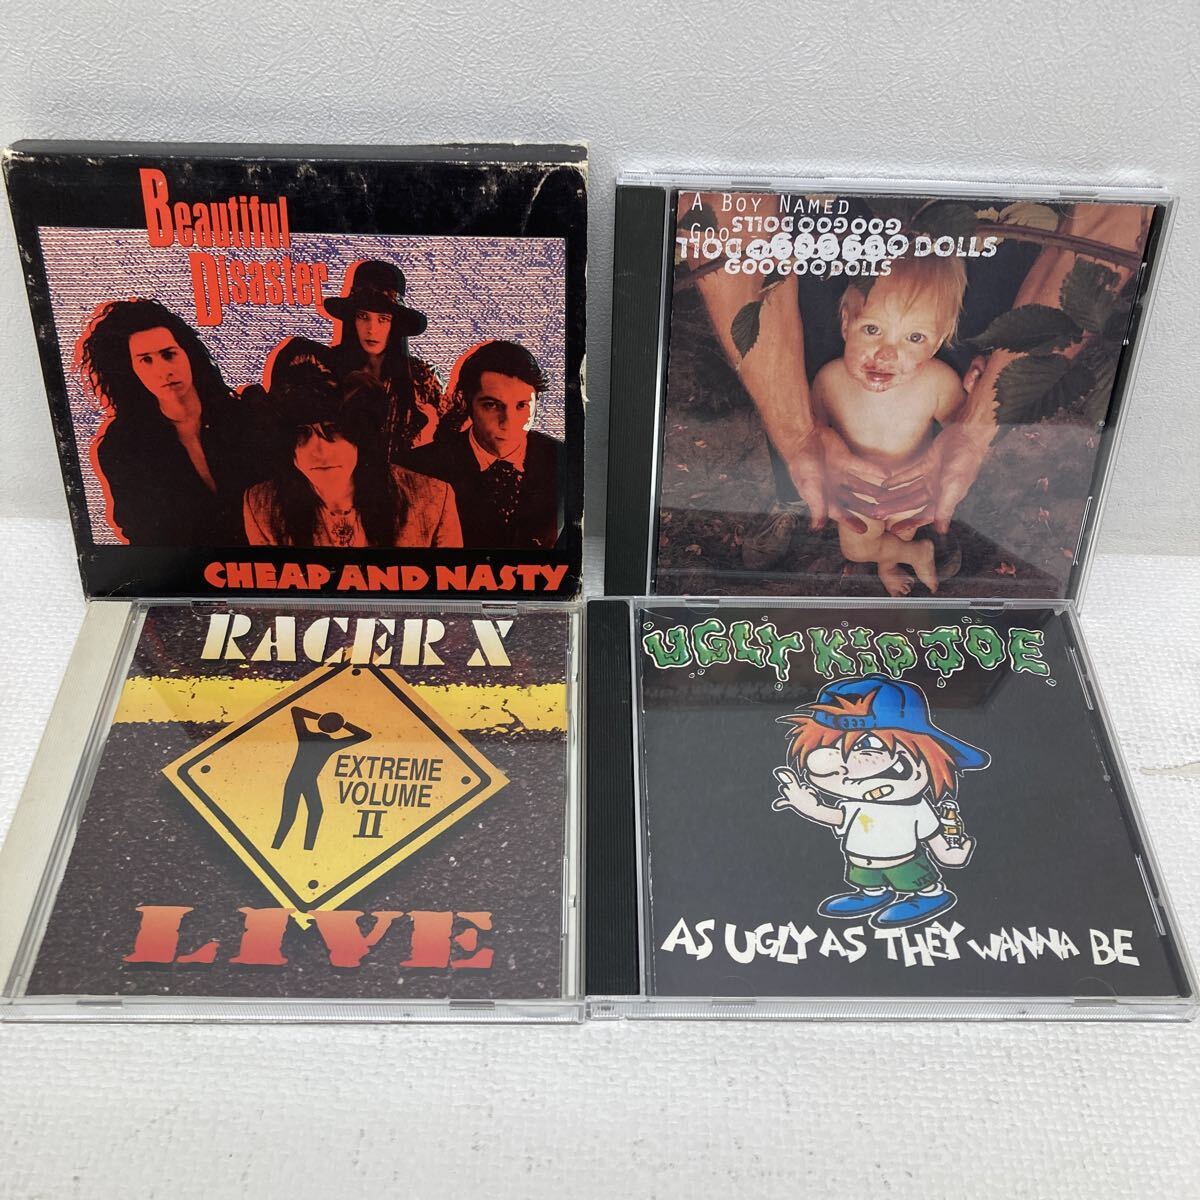 Beautiful
Disaster
CHEAP AND NASTY
A BOY NAMED
GOO
GOO GOO DOLLS
GOO GOO DOLLS
GOO GOO DOLLS
RACER X
EXTREME
VOLUME
II
LIVE
UGLY KID JOE
AS UGLY AS THEY WANNA BE